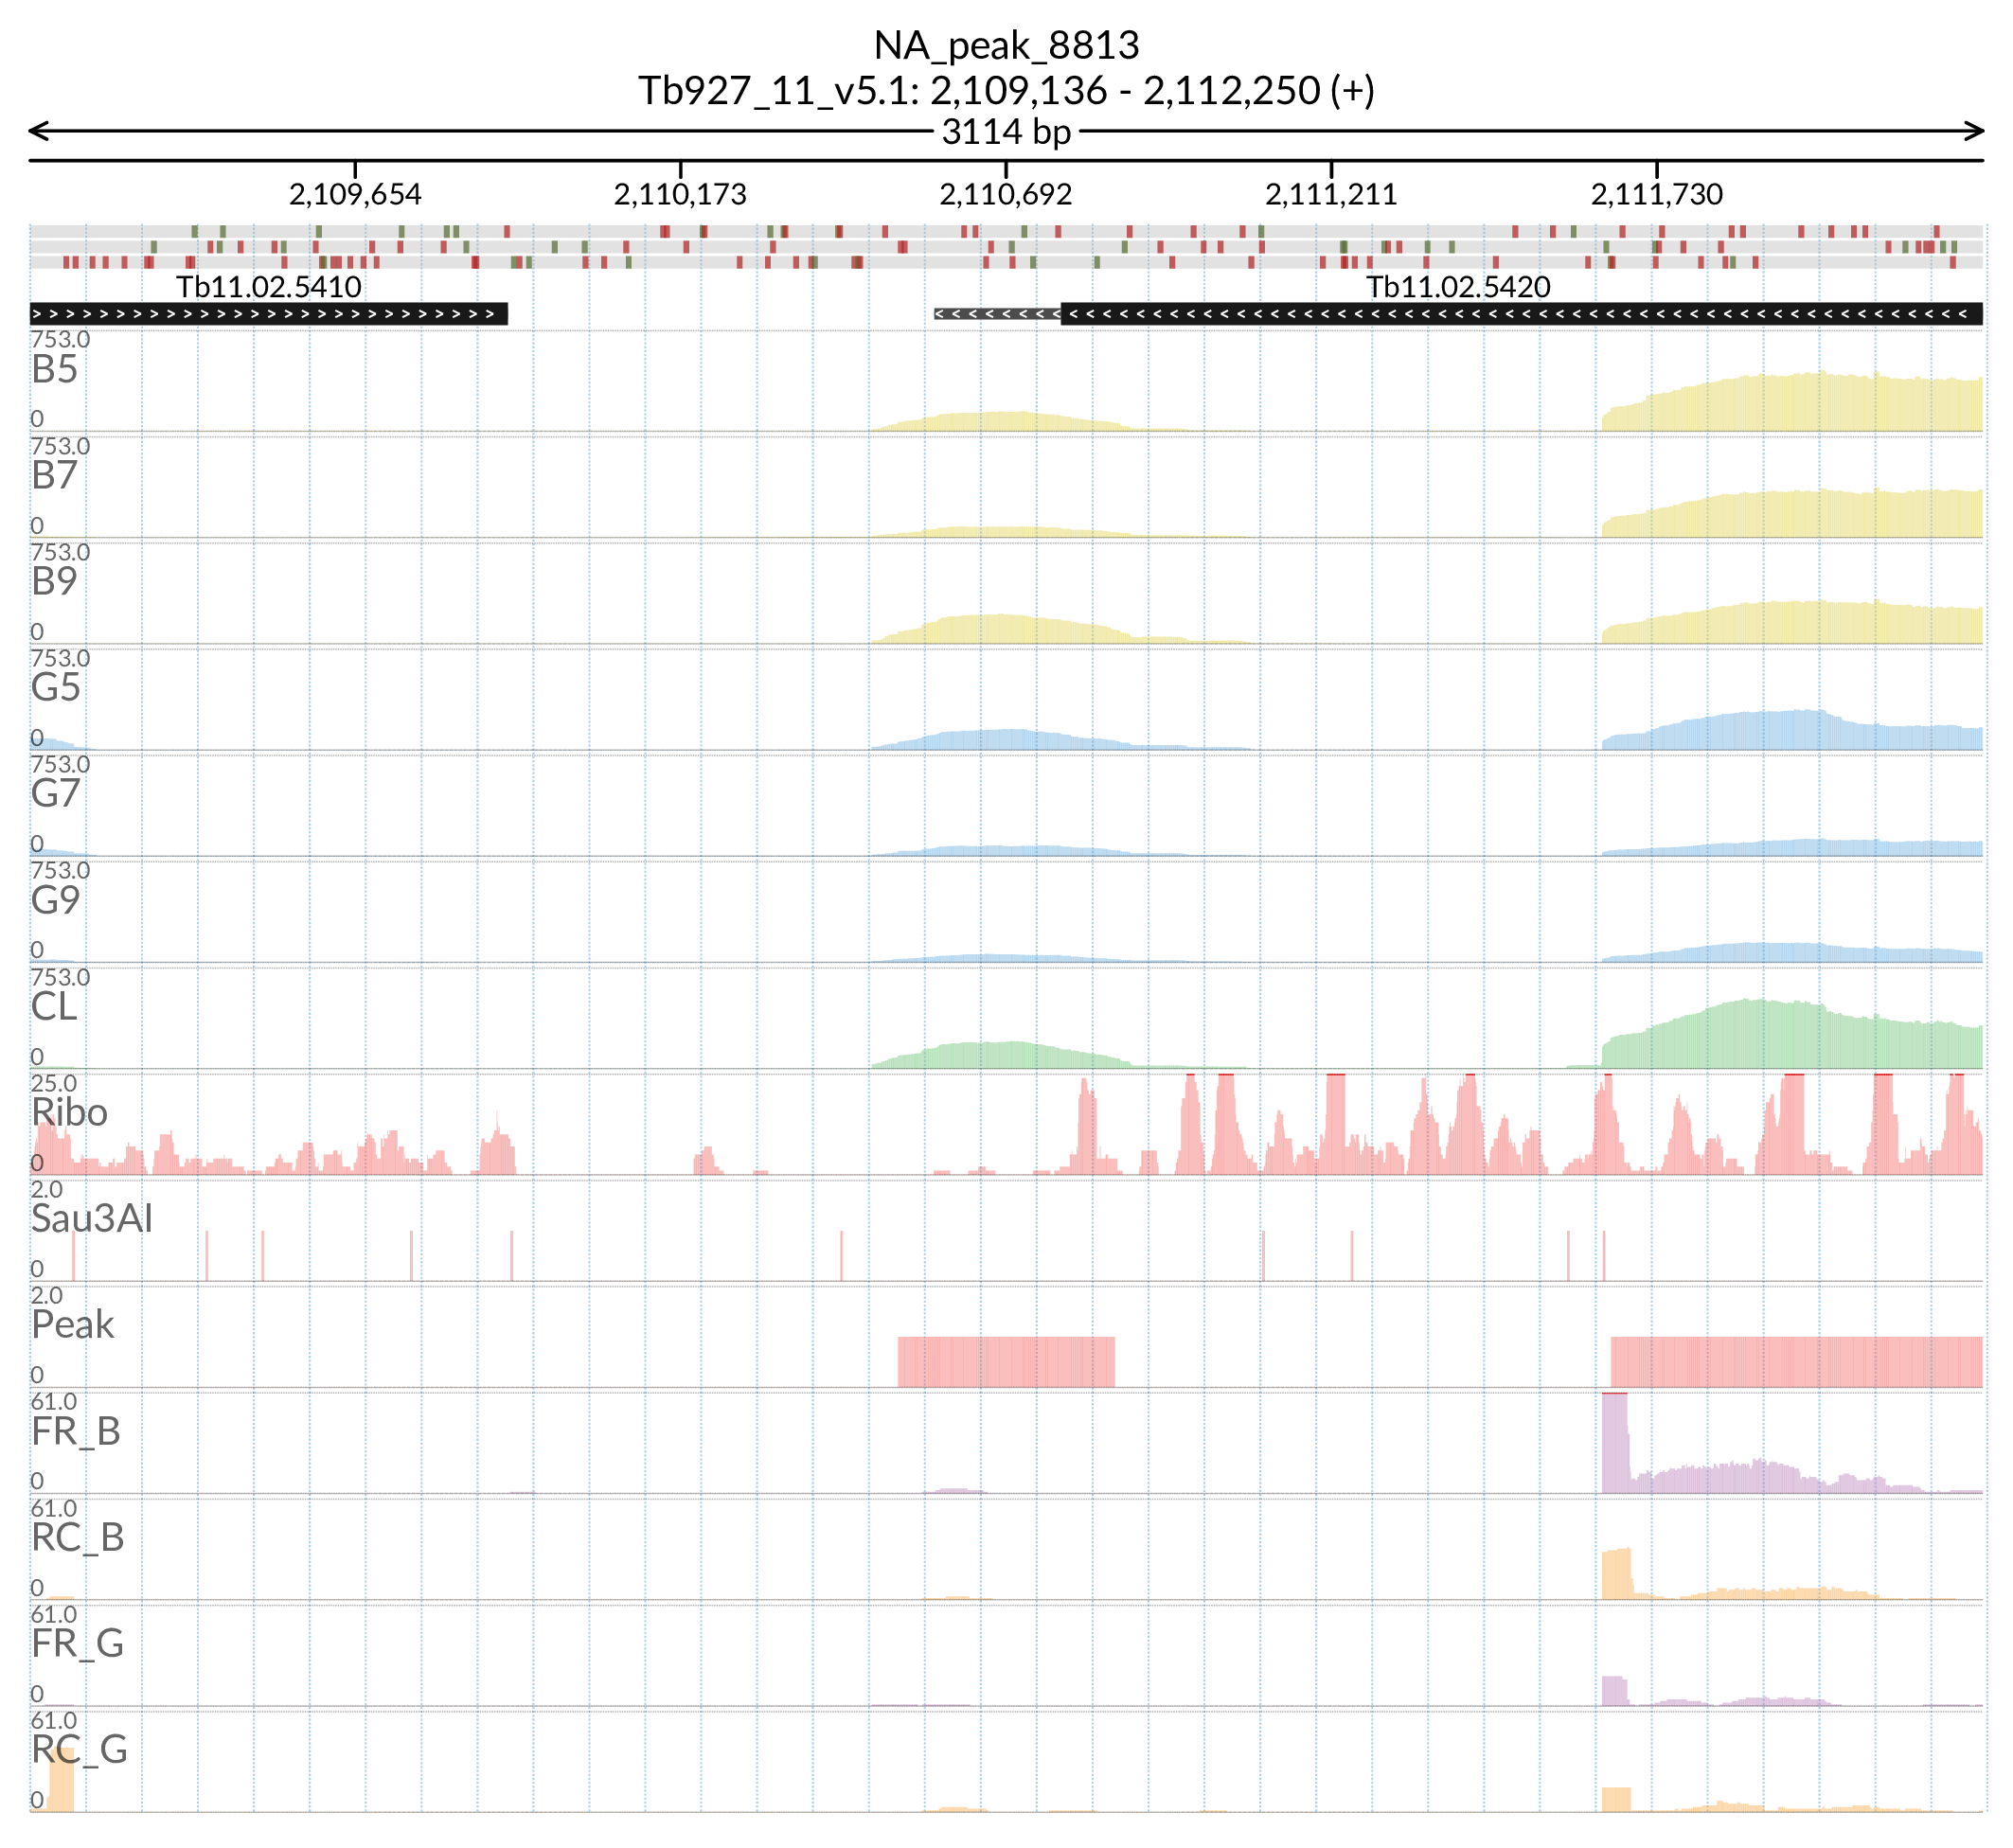 NA_peak_8813
Tb927_11_v5.1: 2,109,136 - 2,112,250 (+)
3114 bp
2,109,654 2,110,173 2,110,692 2,111,211 2,111,730
Tb11.02.5410 Tb11.02.5420
753.0
B5
0
753.0
B7
0
753.0
B9
0
753.0
G5
0
753.0
G7
0
753.0
G9
0
753.0
CL
0
25.0
Ribo
0
2.0
Sau3AI
0
2.0
Peak
0
61.0
FR_B
0
61.0
RC_B
0
61.0
FR_G
0
61.0
RC_G
0